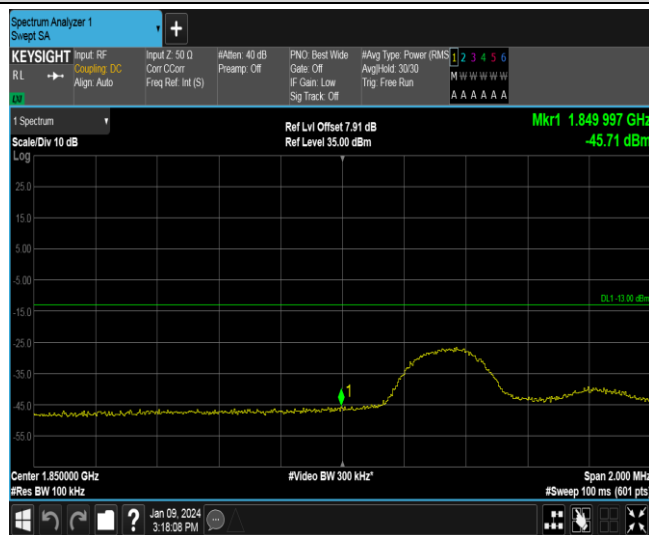 Spectrum Analyzer 1
Swept SA
+
KEYSIGHT
RL
LXI
Input: RF
Coupling: DC
Align: Auto
Input Z: 50 Ω
Corr CCorr
Freq Ref: Int (S)
#Atten: 40 dB
Preamp: Off
PNO: Best Wide
Gate: Off
IF Gain: Low
Sig Track: Off
#Avg Type: Power (RMS
Avg|Hold: 30/30
Trig: Free Run
1 2 3 4 5 6
M W W W W W
A A A A A A
1 Spectrum
Scale/Div 10 dB
Log
Ref Lvl Offset 7.91 dB
Ref Level 35.00 dBm
Mkr1 1.849 997 GHz
-45.71 dBm
25.0
15.0
5.00
-5.00
DL1 -13.00 dBm
-15.0
-25.0
-35.0
1
-45.0
-55.0
Center 1.850000 GHz
#Res BW 100 kHz
#Video BW 300 kHz*
Span 2.000 MHz
#Sweep 100 ms (601 pts)
?
Jan 09, 2024
3:18:08 PM